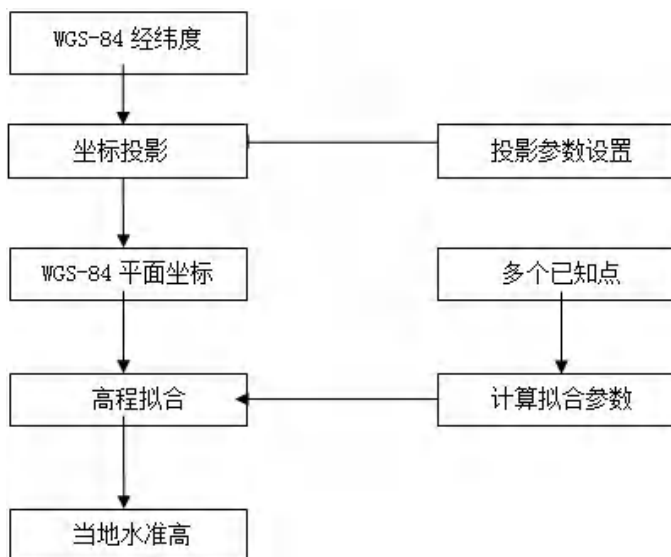 WGS-84 经纬度
坐标投影
投影参数设置
WGS-84 平面坐标
多个已知点
高程拟合
计算拟合参数
当地水准高